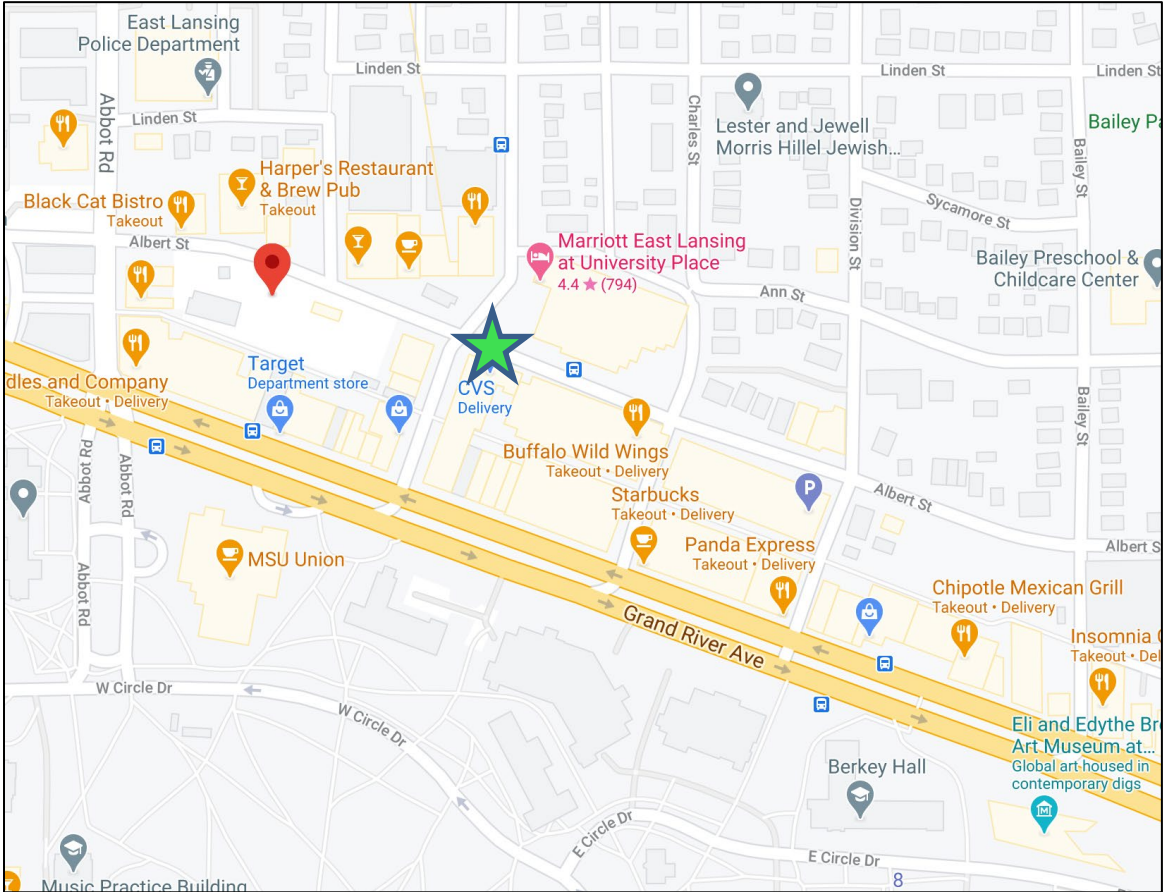 East Lansing
Police Department
Linden St
Linden St
Linden St
Abbot Rd
Linden St
Charles St
Lester and Jewell
Morris Hillel Jewish...
Bailey Pa
Bailey St
Harper's Restaurant
& Brew Pub
Takeout
Black Cat Bistro
Takeout
Sycamore St
Division St
Albert St
Marriott East Lansing
at University Place
4.4 ★ (794)
Bailey Preschool &
Childcare Center
Ann St
Target
Department store
dles and Company
Takeout • Delivery
CVS
Delivery
Bailey St
Buffalo Wild Wings
Takeout • Delivery
Abbot Rd
Abbot Rd
Starbucks
Takeout • Delivery
P
Albert St
Panda Express
Takeout • Delivery
Albert S
MSU Union
Abbot Rd
Chipotle Mexican Grill
Takeout • Delivery
Grand River Ave
Insomnia C
Takeout • Del
W Circle Dr
W Circle Dr
Eli and Edythe Br
Art Museum at...
Global art housed in
contemporary digs
Berkey Hall
M
E Circle Dr
E Circle Dr
8
Music Practice Building